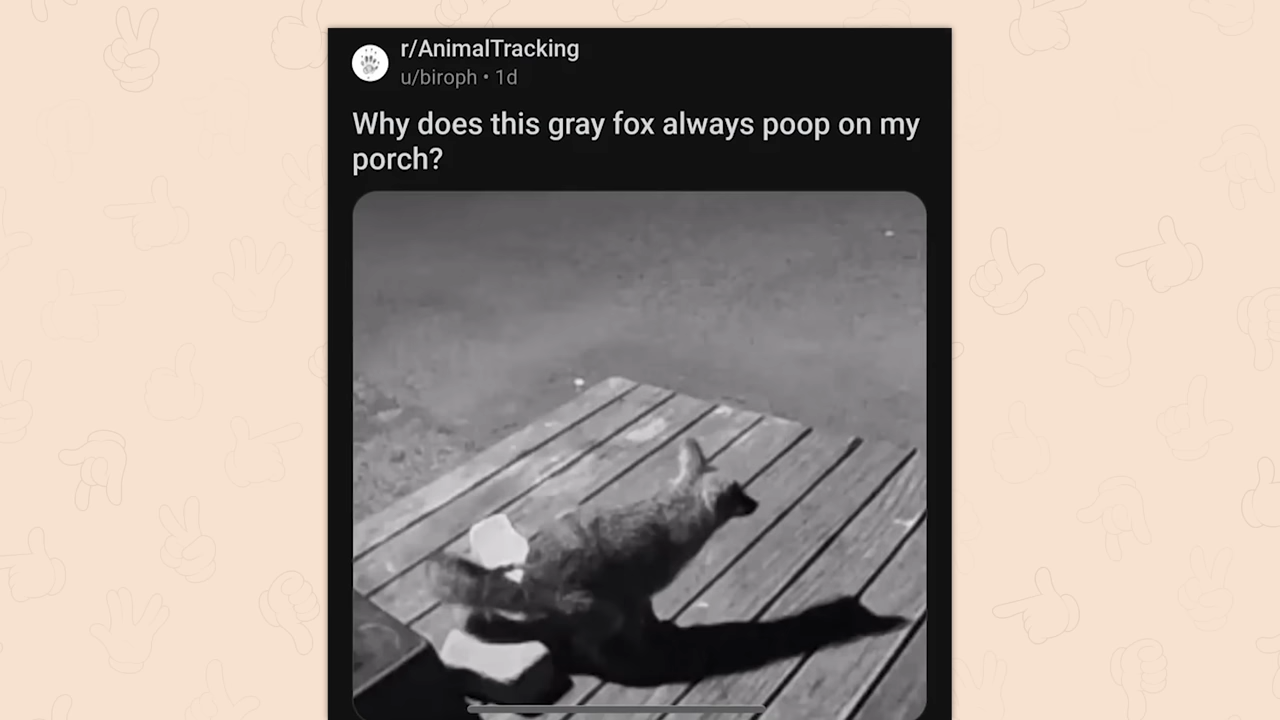 r/AnimalTracking
u/biroph • 1d
Why does this gray fox always poop on my
porch?